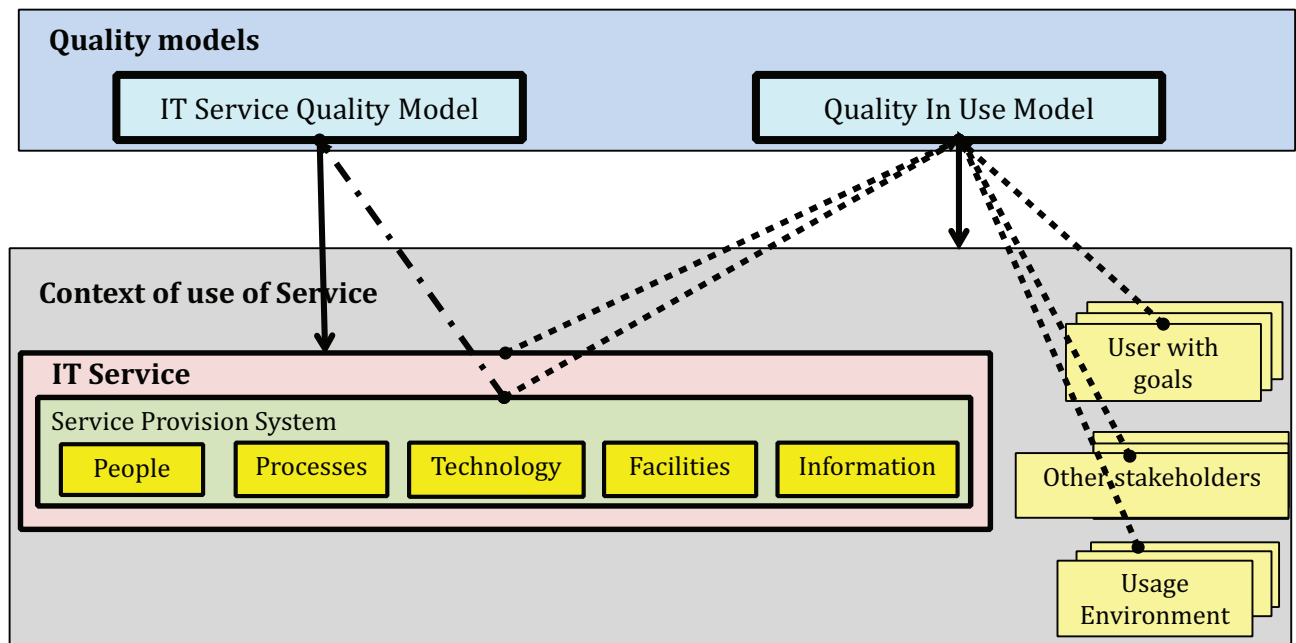 Quality models
IT Service Quality Model
Quality In Use Model
Context of use of Service
IT Service
Service Provision System
People
Processes
Technology
Facilities
Information
User with
goals
Other stakeholders
Usage
Environment